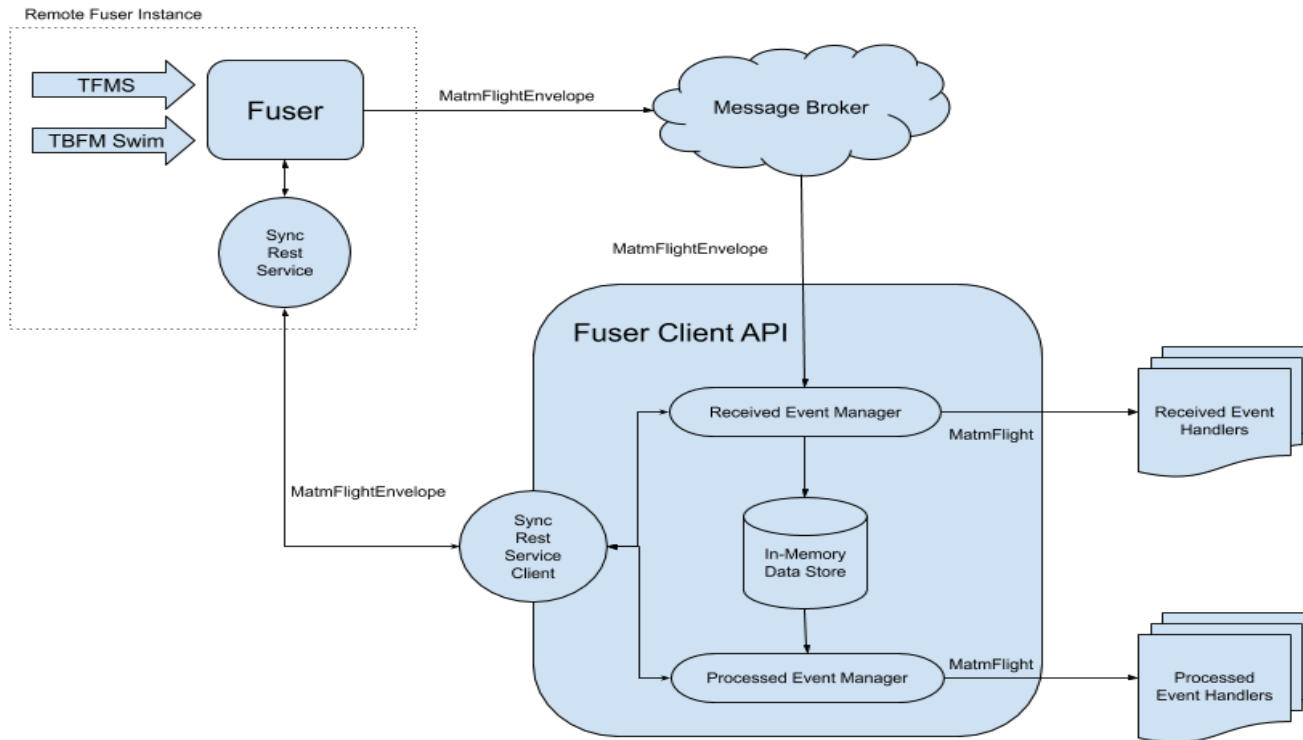 Remote Fuser Instance
TFMS
TBFM Swim
Fuser
MatmFlightEnvelope
Message Broker
Sync
Rest
Service
MatmFlightEnvelope
Fuser Client API
Received Event Manager
MatmFlight
Received Event
Handlers
MatmFlightEnvelope
Sync
Rest
Service
Client
In-Memory
Data Store
Processed Event Manager
MatmFlight
Processed
Event Handlers